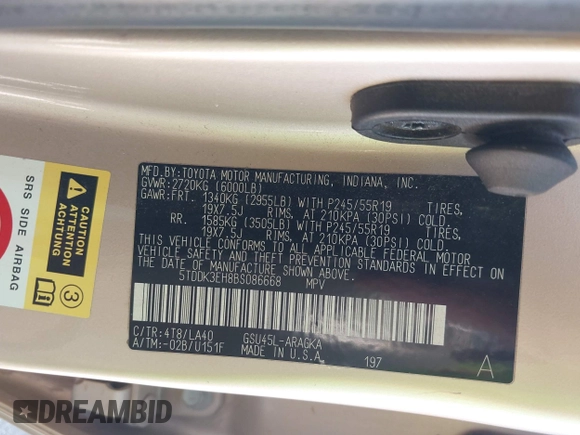 MFD.BY:TOYOTA MOTOR MANUFACTURING, INDIANA, INC.
GVWR:2720KG (6000LB)
GAWR:FRT. 1340KG (2955LB) WITH P245/55R19 TIRES,
19X7.5J RIMS, AT 210KPA (30PSI) COLD.
RR. 1585KG (3505LB) WITH P245/55R19 TIRES,
19X7.5J RIMS, AT 210KPA (30PSI) COLD.
THIS VEHICLE CONFORMS TO ALL APPLICABLE FEDERAL MOTOR
VEHICLE SAFETY AND THEFT PREVENTION STANDARDS IN EFFECT ON
THE DATE OF MANUFACTURE SHOWN ABOVE.
5TDDK3EH8BS086668 MPV
C/TR:4T8/LA40 GSU45L-ARAGKA
A/TM:-02B/U151F MADE IN U.S.A.
197
A
CAUTION
ATTENTION
ACHTUNG
SRS SIDE AIRBAG
3
DREAMBID